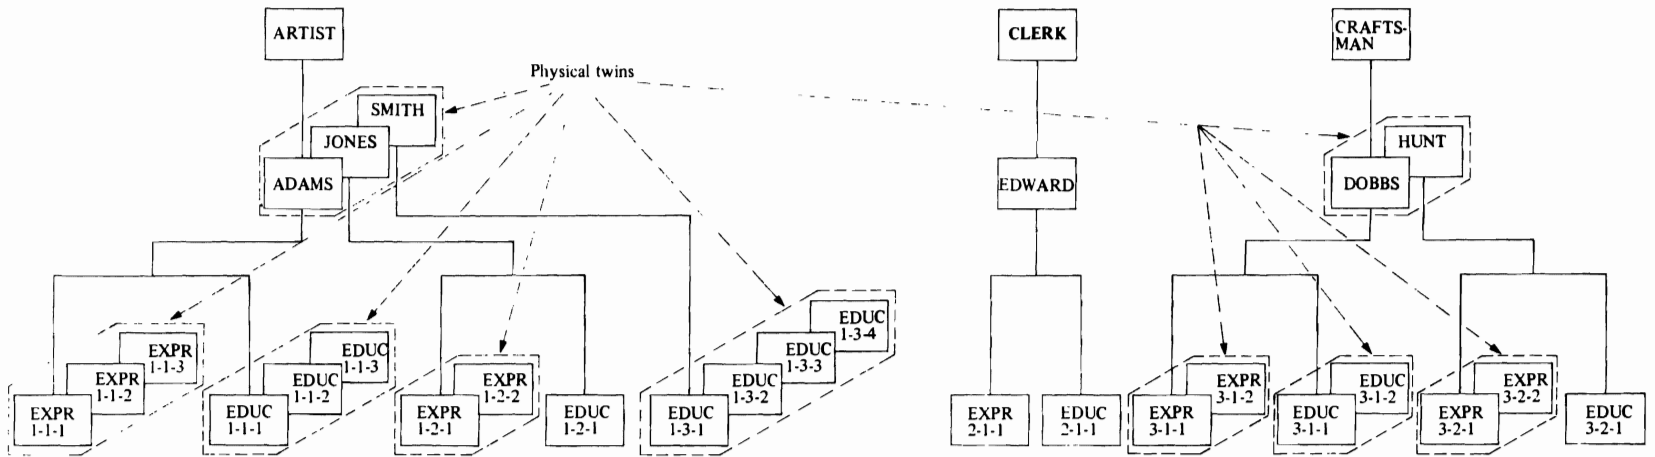 ARTIST
CLERK
CRAFTS-
MAN
Physical twins
SMITH
JONES
ADAMS
EDWARD
HUNT
DOBBS
EXPR
1-1-3
EXPR
1-1-2
EXPR
1-1-1
EDUC
1-1-3
EDUC
1-1-2
EDUC
1-1-1
EXPR
1-2-2
EXPR
1-2-1
EDUC
1-2-1
EDUC
1-3-4
EDUC
1-3-3
EDUC
1-3-2
EDUC
1-3-1
EXPR
2-1-1
EDUC
2-1-1
EXPR
3-1-2
EXPR
3-1-1
EDUC
3-1-2
EDUC
3-1-1
EXPR
3-2-2
EXPR
3-2-1
EDUC
3-2-1